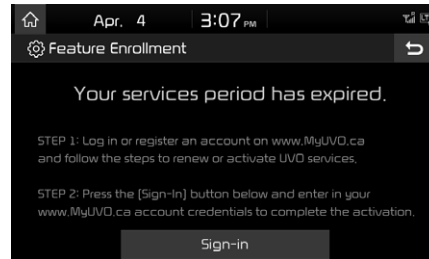 Apr. 4 3:07 PM
Feature Enrollment
Your services period has expired.
STEP 1: Log in or register an account on www.MyUVO.ca
and follow the steps to renew or activate UVO services.
STEP 2: Press the [Sign-In] button below and enter in your
www.MyUVO.ca account credentials to complete the activation.
Sign-in